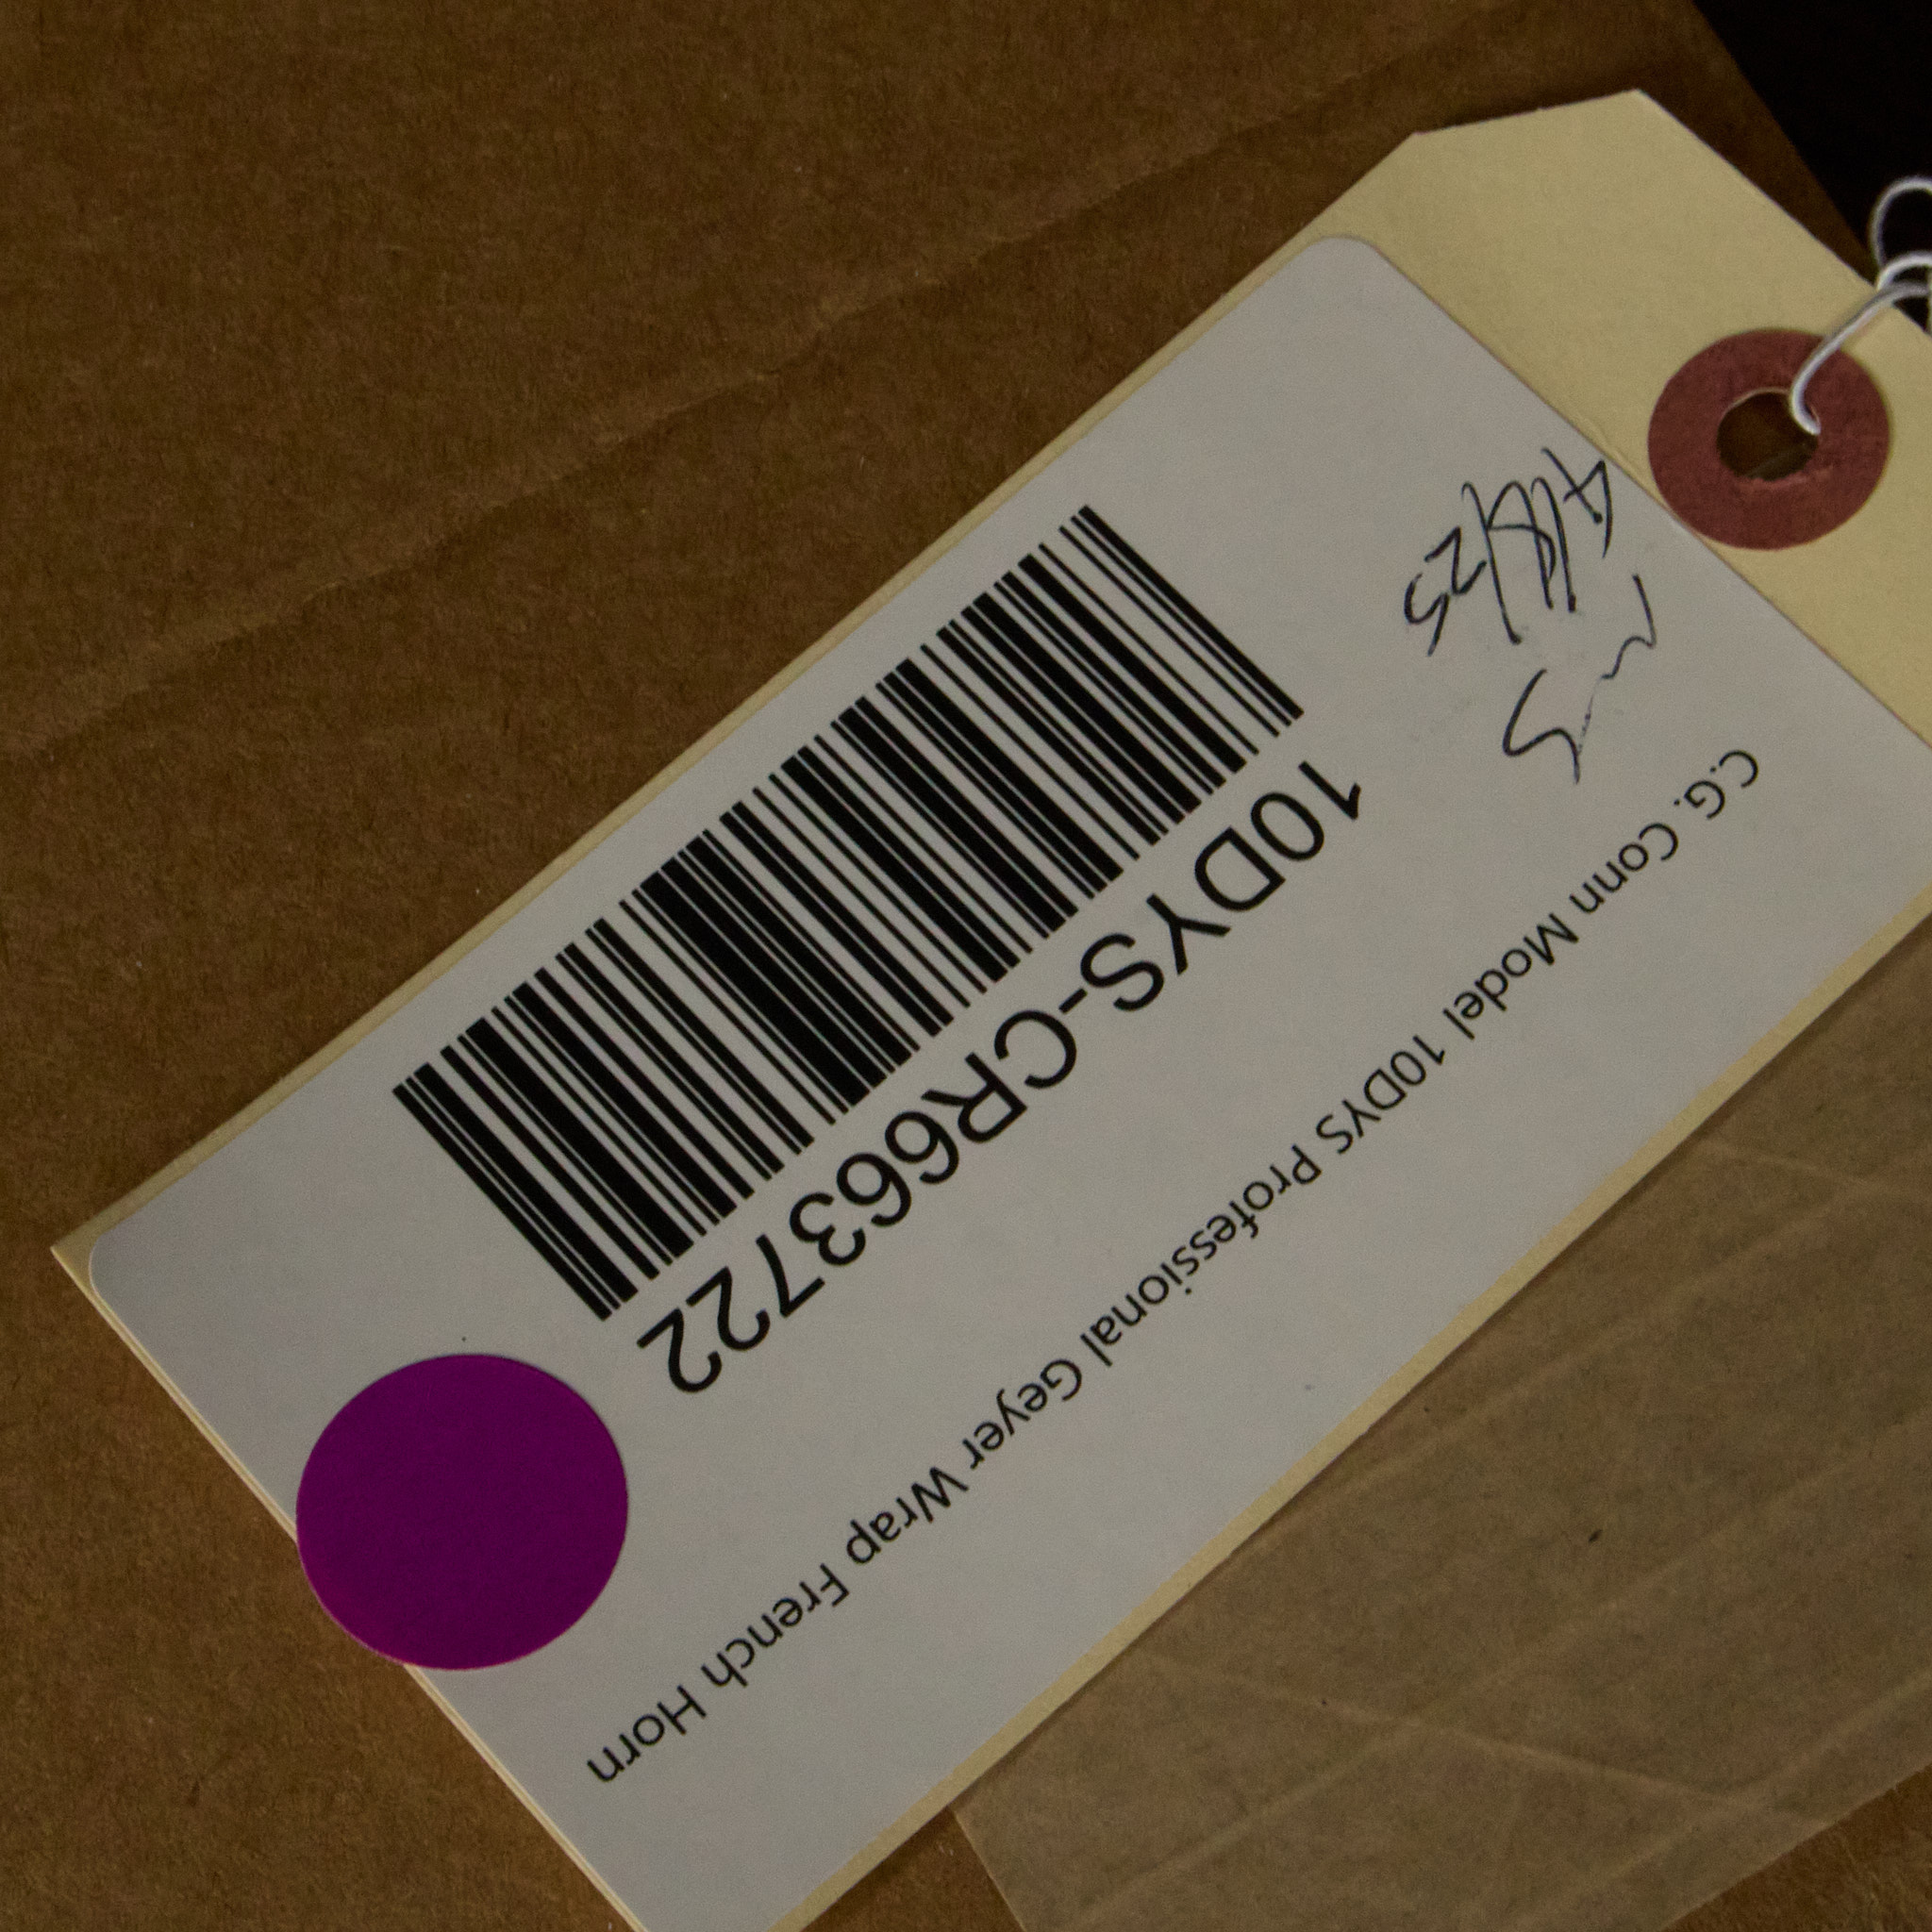 10DYS-CR663722
C.G. Conn Model 10DYS Professional Geyer Wrap French Horn